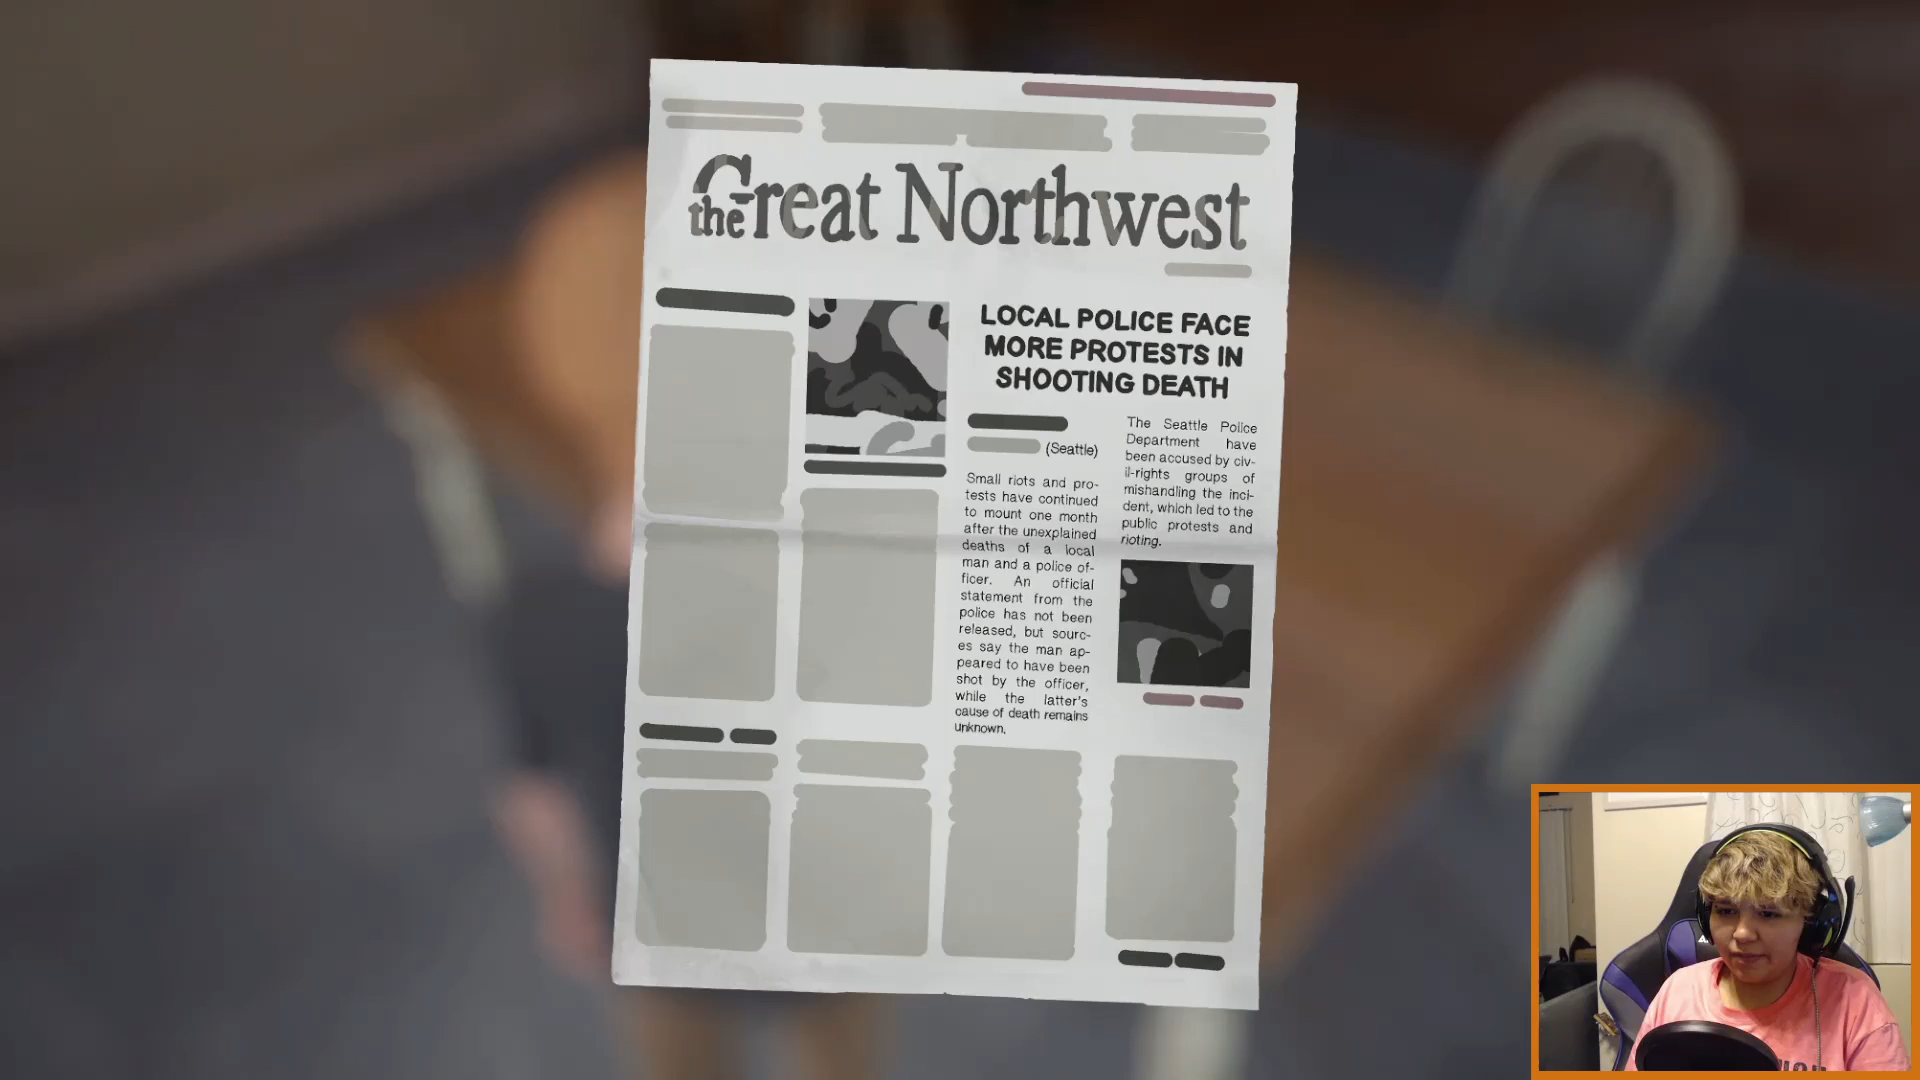 the Great Northwest
LOCAL POLICE FACE
MORE PROTESTS IN
SHOOTING DEATH
(Seattle)
Small riots and pro-
tests have continued
to mount one month
after the unexplained
deaths of a local
man and a police of-
ficer. An official
statement from the
police has not been
released, but sourc-
es say the man ap-
peared to have been
shot by the officer,
while the latter's
cause of death remains
unknown.
The Seattle Police
Department have
been accused by civ-
il-rights groups of
mishandling the inci-
dent, which led to the
public protests and
rioting.